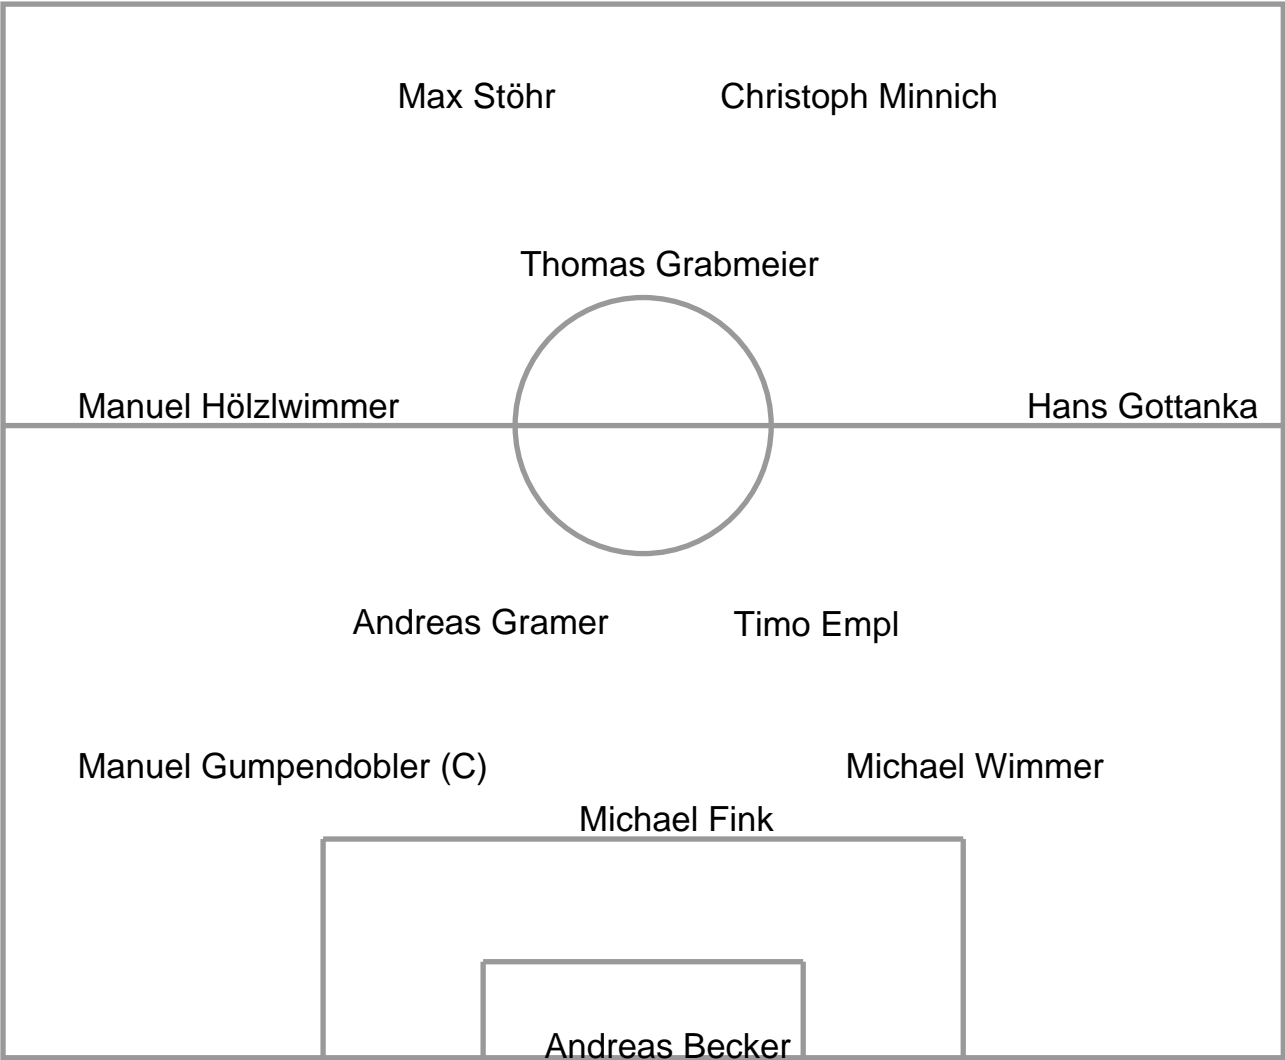 Max Stöhr
Christoph Minnich
Thomas Grabmeier
Manuel Hölzlwimmer
Hans Gottanka
Andreas Gramer
Timo Empl
Manuel Gumpendobler (C)
Michael Wimmer
Michael Fink
Andreas Becker